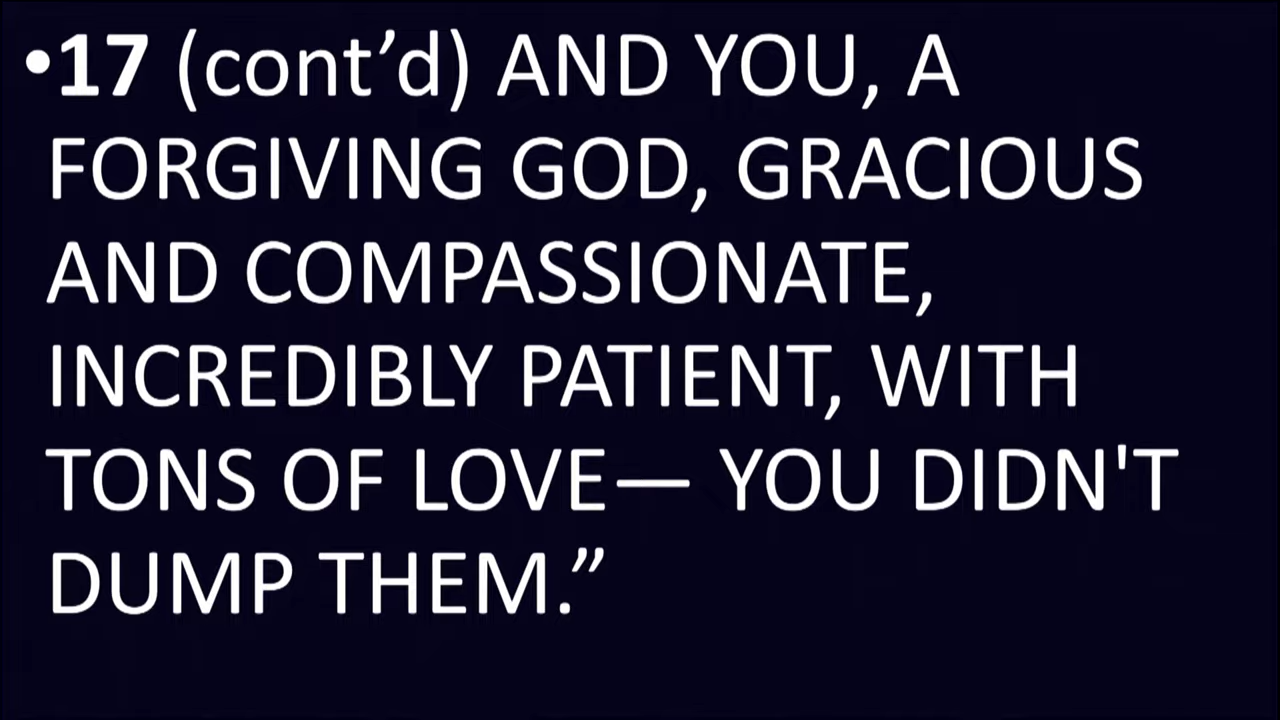 •17 (cont’d) AND YOU, A
FORGIVING GOD, GRACIOUS
AND COMPASSIONATE,
INCREDIBLY PATIENT, WITH
TONS OF LOVE— YOU DIDN'T
DUMP THEM.”